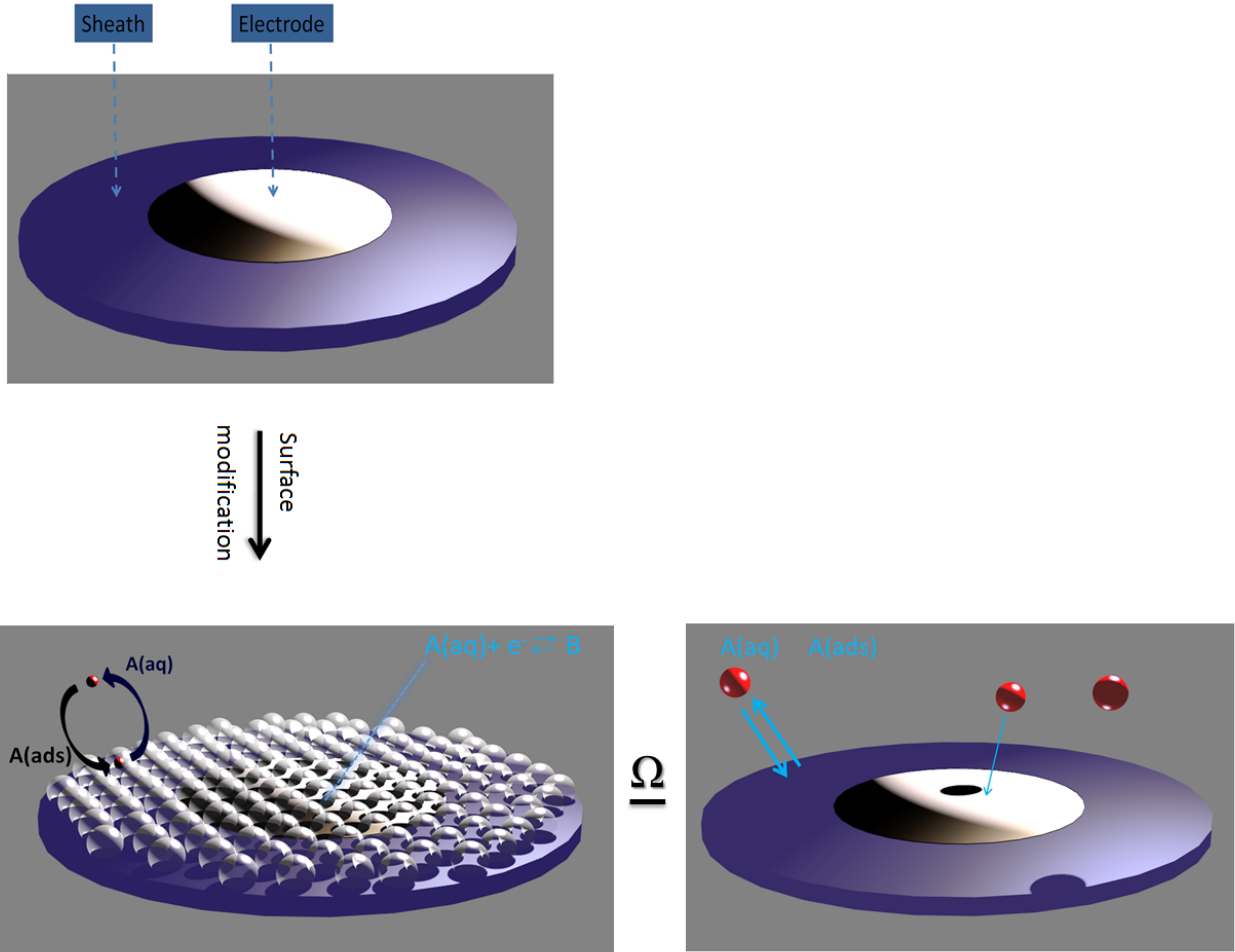 Sheath
Electrode
Surface
modification
A(aq)+ e⁻ ⇌ B
A(aq)
A(ads)
Ω
A(aq) A(ads)